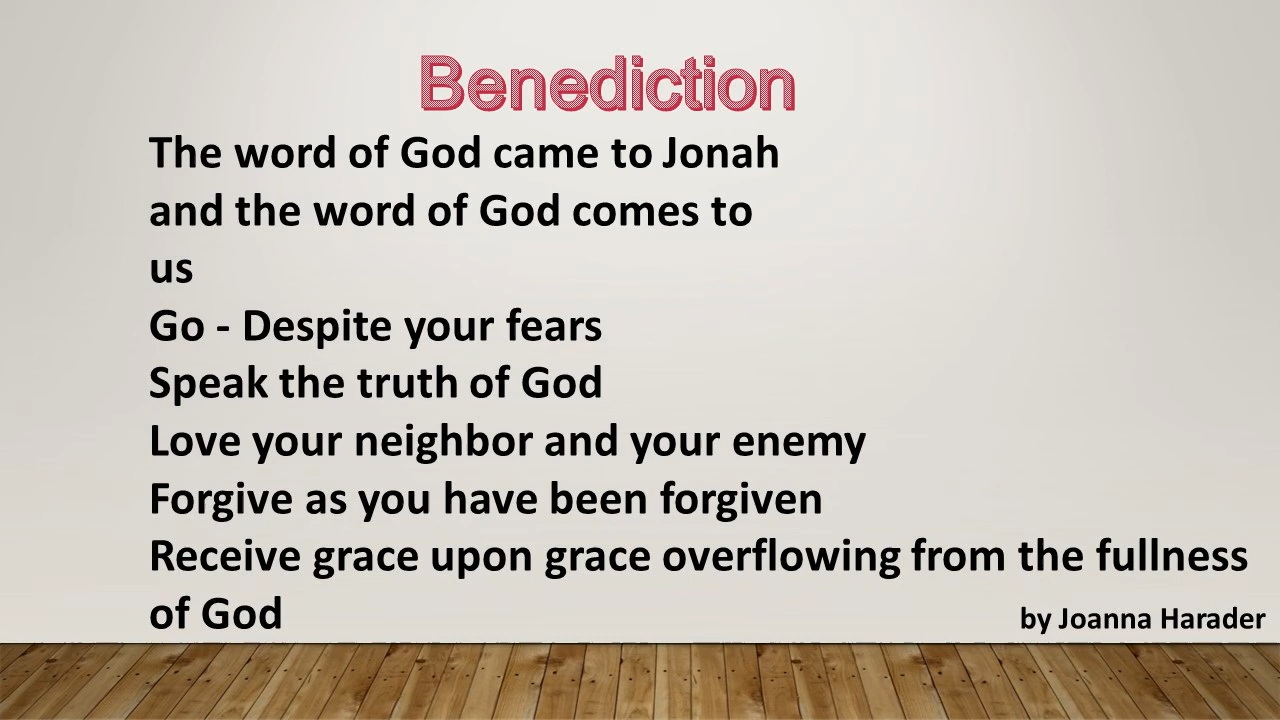 Benediction
The word of God came to Jonah
and the word of God comes to
us
Go - Despite your fears
Speak the truth of God
Love your neighbor and your enemy
Forgive as you have been forgiven
Receive grace upon grace overflowing from the fullness
of God
by Joanna Harader